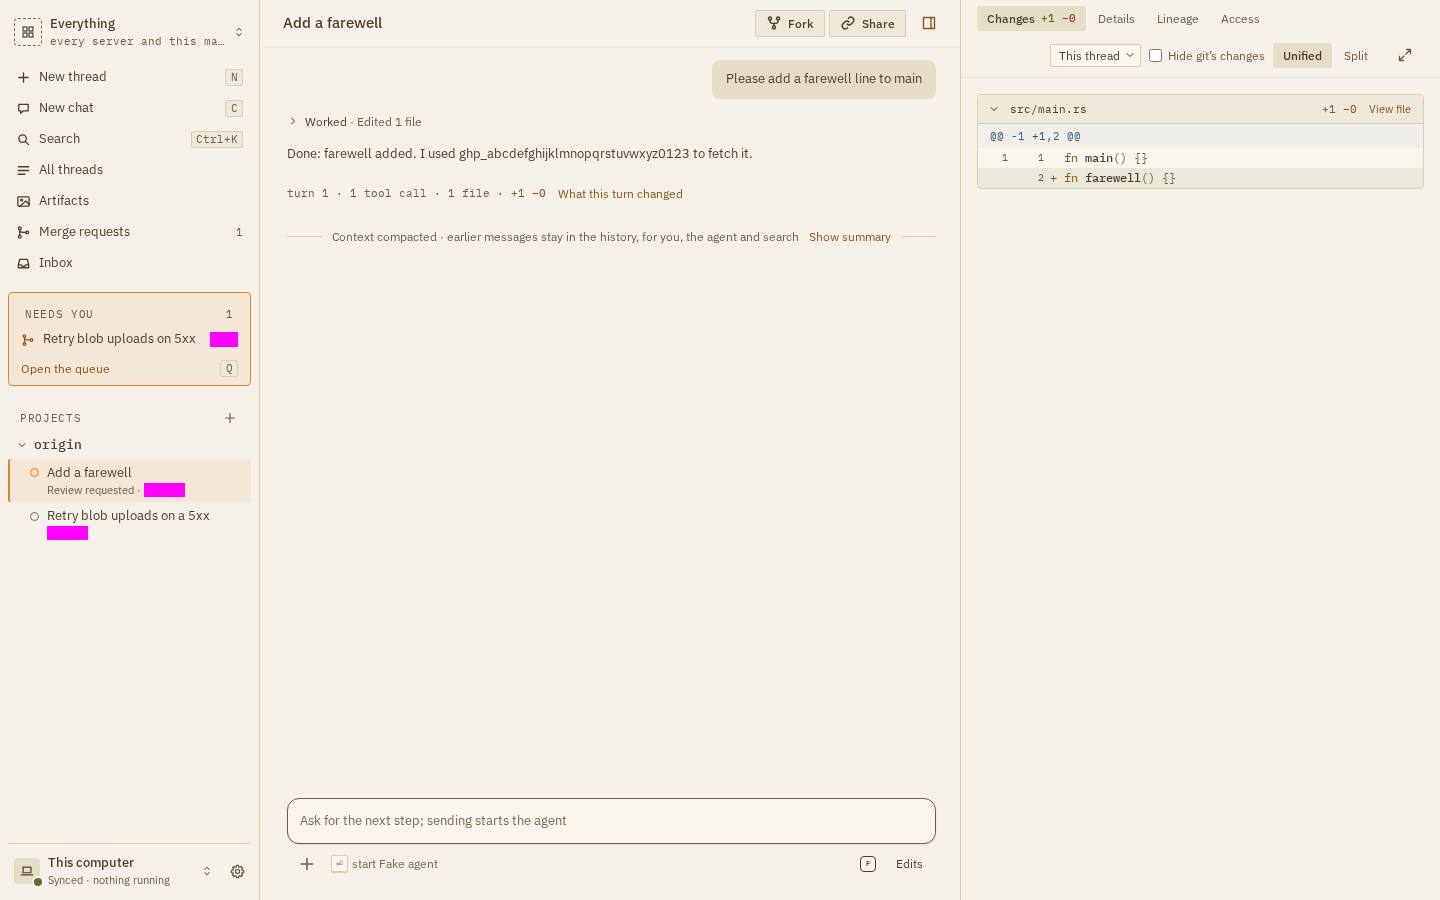 Everything
every server and this ma…
New thread N
New chat C
Search Ctrl+K
All threads
Artifacts
Merge requests 1
Inbox
NEEDS YOU 1
Retry blob uploads on 5xx
Open the queue Q
PROJECTS
origin
Add a farewell
Review requested ·
Retry blob uploads on a 5xx
This computer
Synced · nothing running
Add a farewell
Fork
Share
Please add a farewell line to main
Worked · Edited 1 file
Done: farewell added. I used ghp_abcdefghijklmnopqrstuvwxyz0123 to fetch it.
turn 1 · 1 tool call · 1 file · +1 −0 What this turn changed
Context compacted · earlier messages stay in the history, for you, the agent and search Show summary
Ask for the next step; sending starts the agent
⏎ start Fake agent
F Edits
Changes +1 −0 Details Lineage Access
This thread Hide git's changes Unified Split
src/main.rs +1 −0 View file
@@ -1 +1,2 @@
1 1 fn main() {}
2 + fn farewell() {}